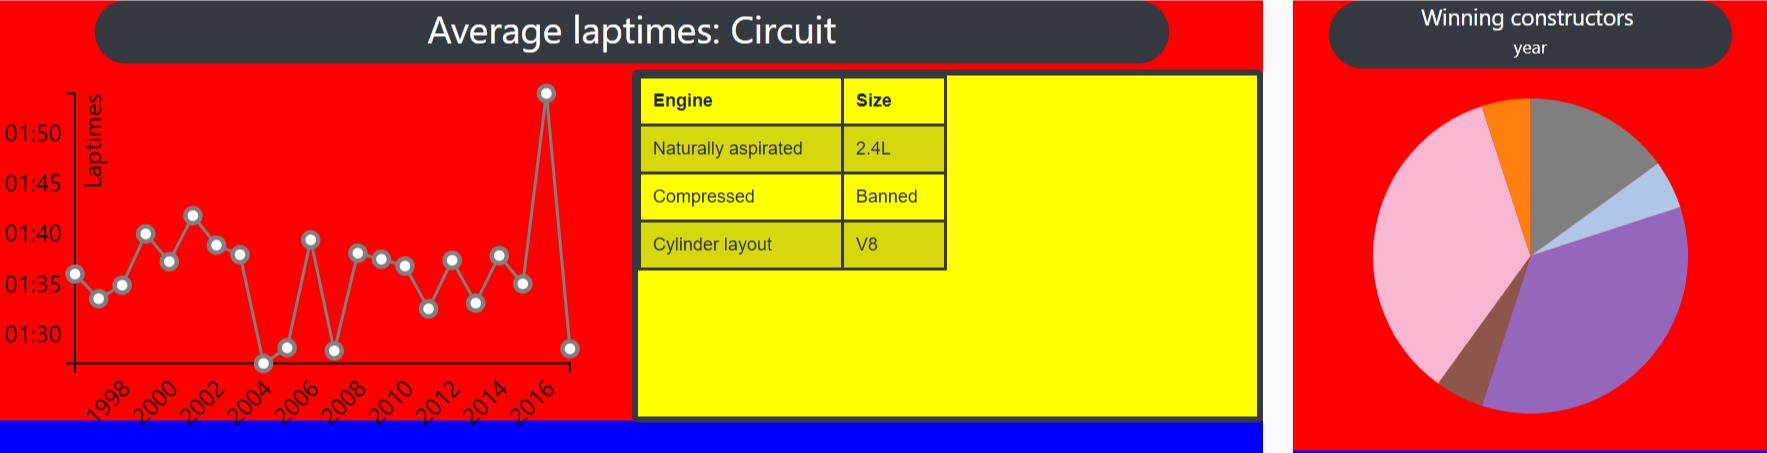 Average laptimes: Circuit
Laptimes
01:50
01:45
01:40
01:35
01:30
1998 2000 2002 2004 2006 2008 2010 2012 2014 2016
Engine Size
Naturally aspirated 2.4L
Compressed Banned
Cylinder layout V8
Winning constructors
year